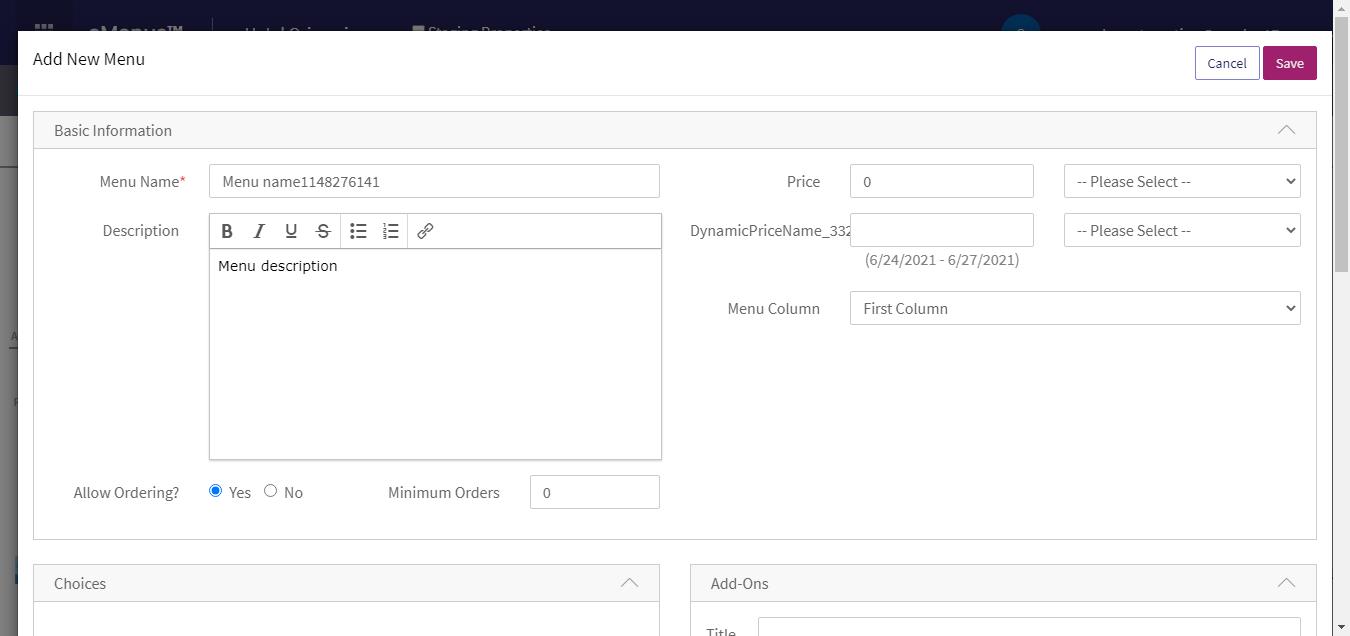 Add New Menu
Cancel
Save
Basic Information
Menu Name*
Menu name1148276141
Price
0
-- Please Select --
Description
B I U S
DynamicPriceName_332
-- Please Select --
Menu description
(6/24/2021 - 6/27/2021)
Menu Column
First Column
Allow Ordering?
Yes
No
Minimum Orders
0
Choices
Add-Ons
Title